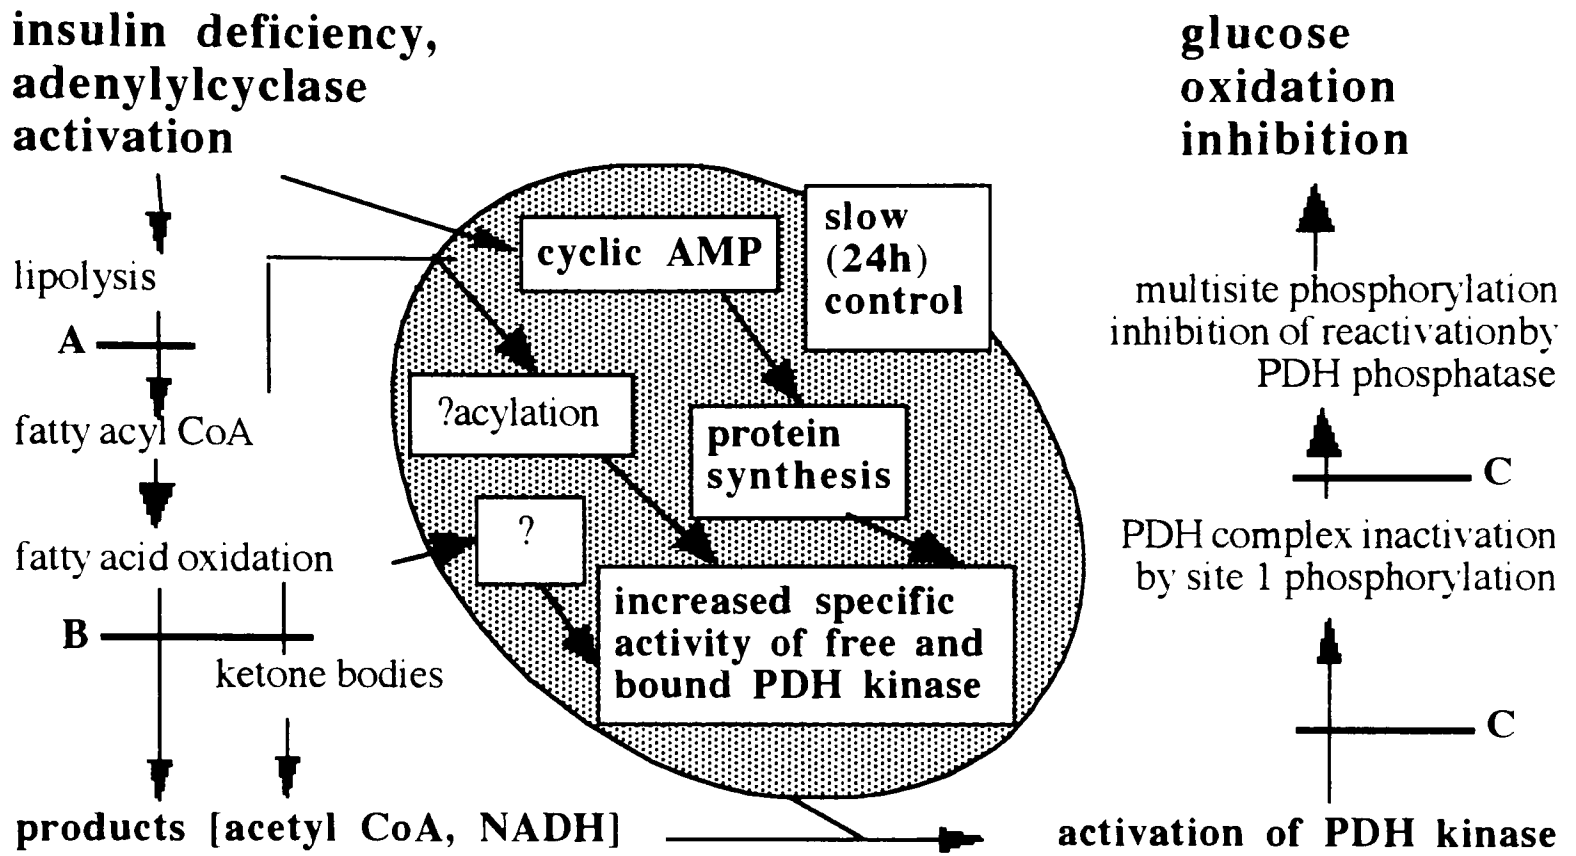 insulin deficiency,
adenylylcyclase
activation
lipolysis
A
fatty acyl CoA
fatty acid oxidation
B
ketone bodies
products [acetyl CoA, NADH]
cyclic AMP
slow
(24h)
control
?acylation
protein
synthesis
?
increased specific
activity of free and
bound PDH kinase
glucose
oxidation
inhibition
multisite phosphorylation
inhibition of reactivationby
PDH phosphatase
C
PDH complex inactivation
by site 1 phosphorylation
C
activation of PDH kinase